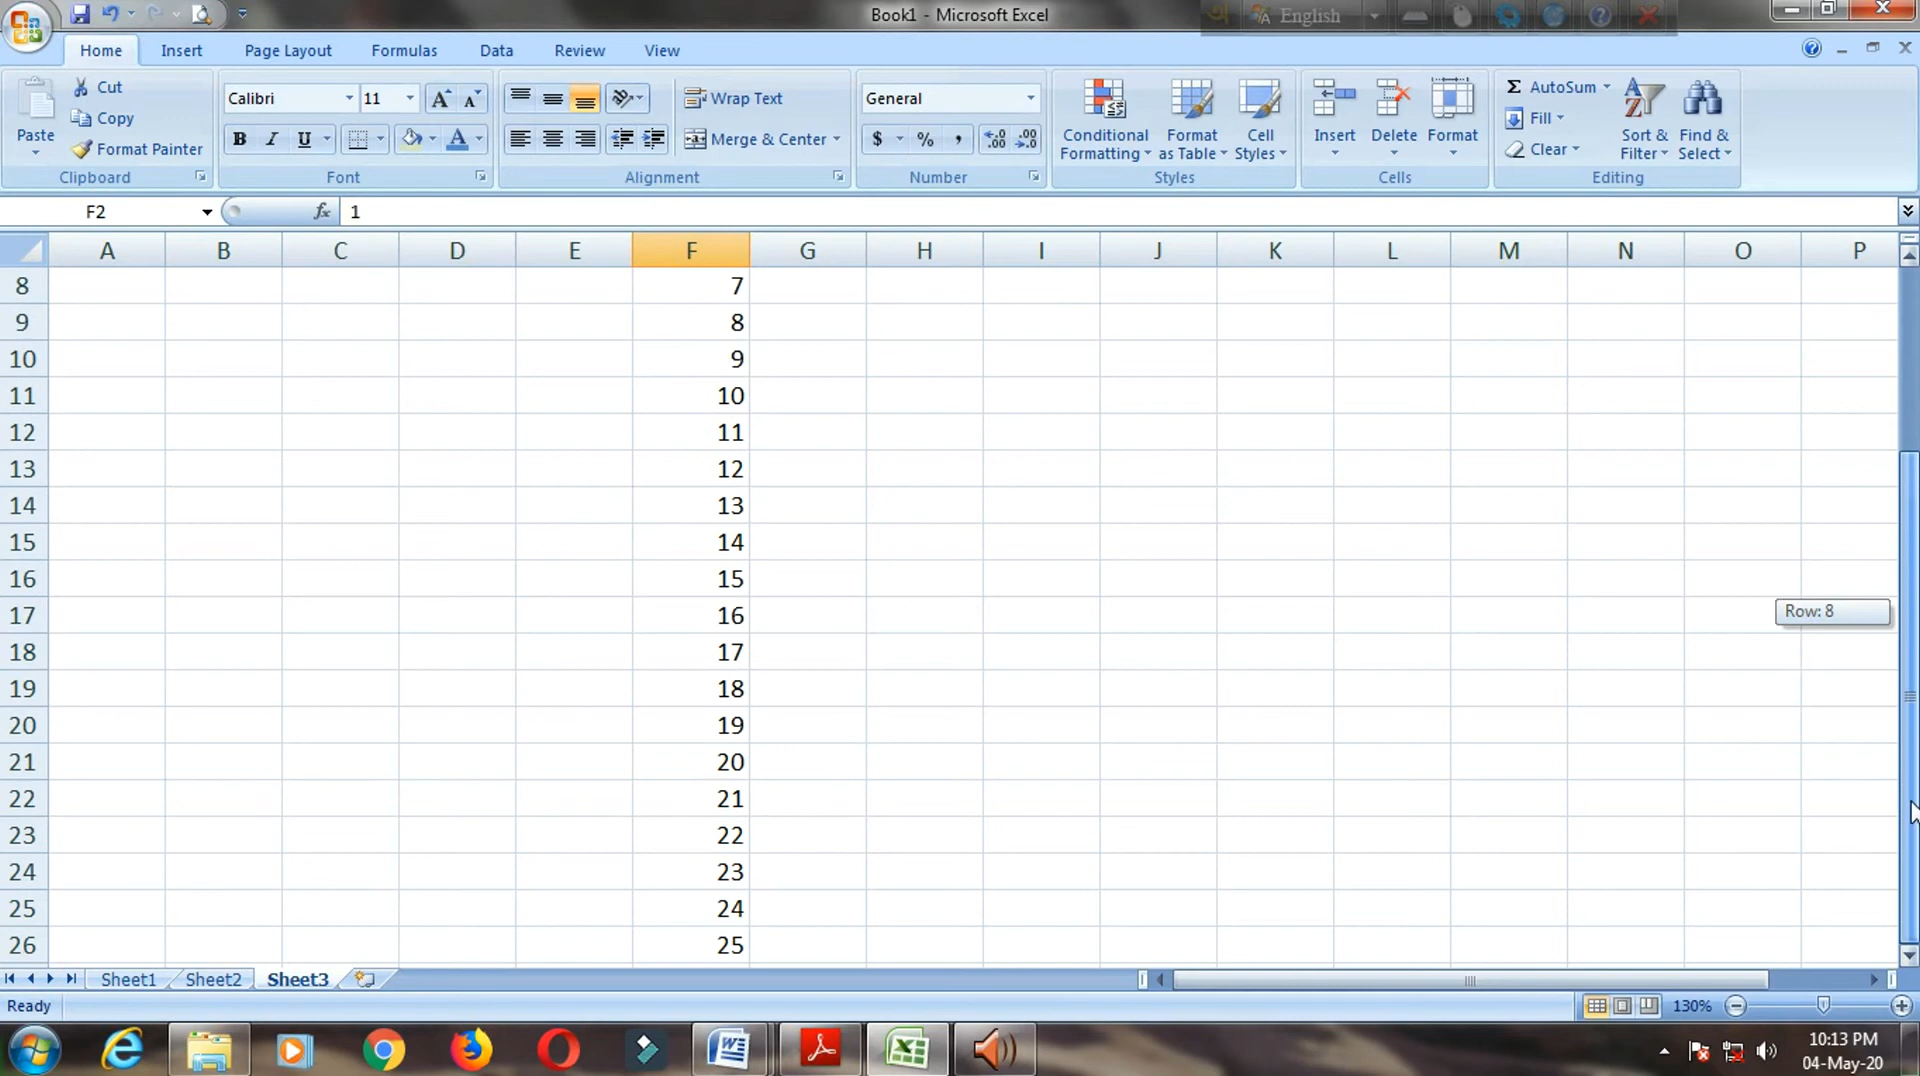 Book1 - Microsoft Excel
English
Home Insert Page Layout Formulas Data Review View
Paste
Cut
Copy
Format Painter
Clipboard
Calibri 11
B I U
Font
Wrap Text
Merge & Center
Alignment
General
$ % ,
Number
Conditional Formatting
Format as Table
Cell Styles
Styles
Insert Delete Format
Cells
Σ AutoSum
Fill
Clear
Sort & Filter
Find & Select
Editing
F2 fx 1
A B C D E F G H I J K L M N O P
8 7
9 8
10 9
11 10
12 11
13 12
14 13
15 14
16 15
17 16
Row: 8
18 17
19 18
20 19
21 20
22 21
23 22
24 23
25 24
26 25
Sheet1 Sheet2 Sheet3
Ready 130%
10:13 PM
04-May-20